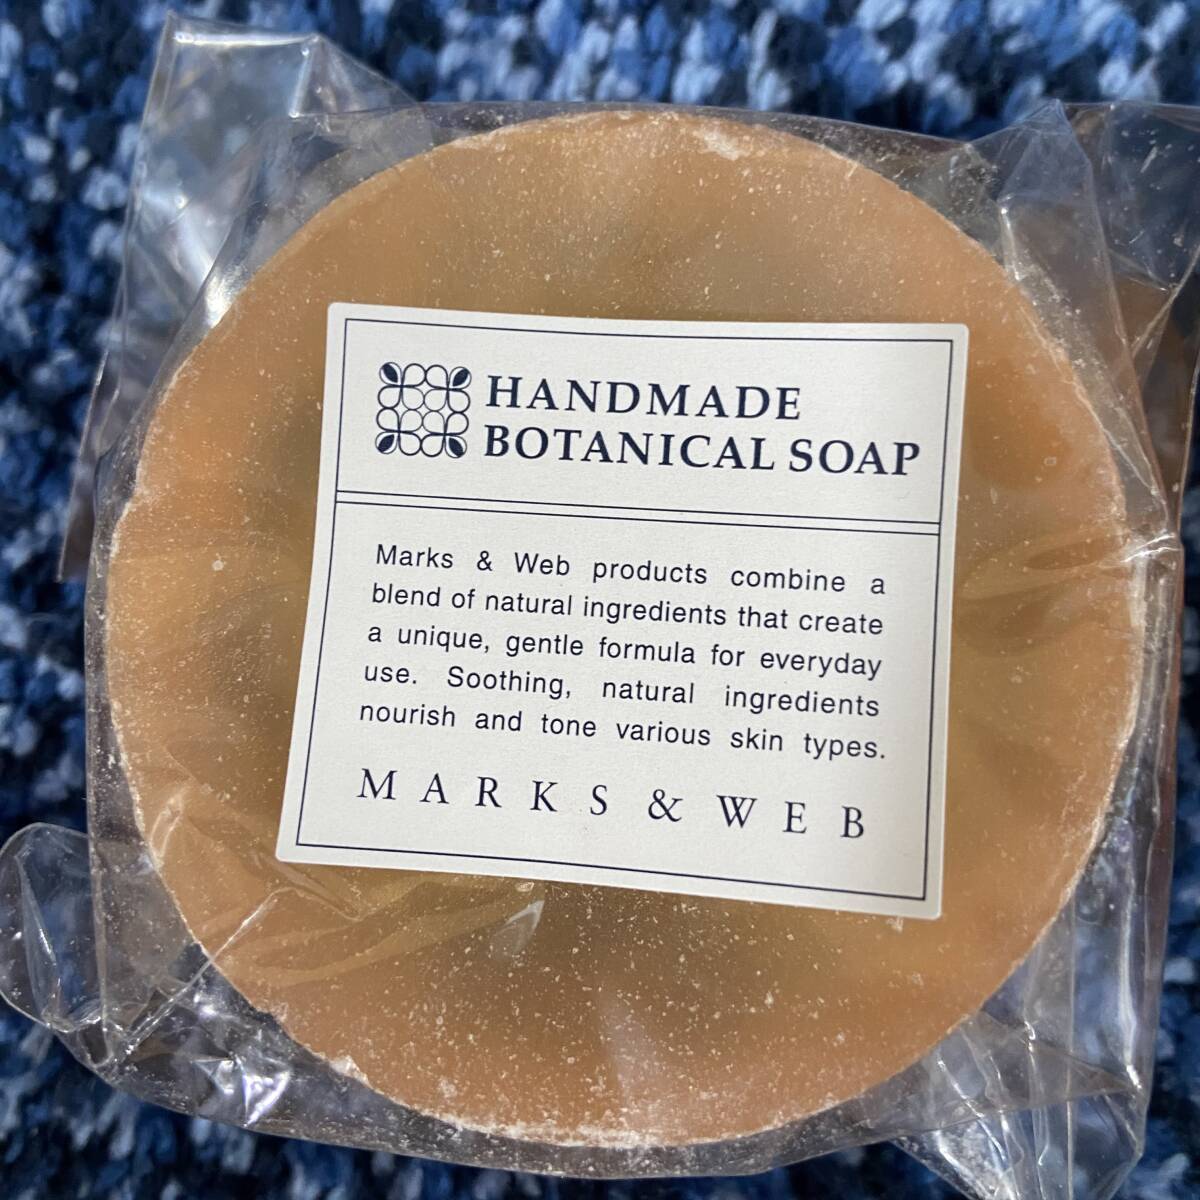 HANDMADE
BOTANICAL SOAP
Marks & Web products combine a
blend of natural ingredients that create
a unique, gentle formula for everyday
use. Soothing, natural ingredients
nourish and tone various skin types.
MARKS & WEB